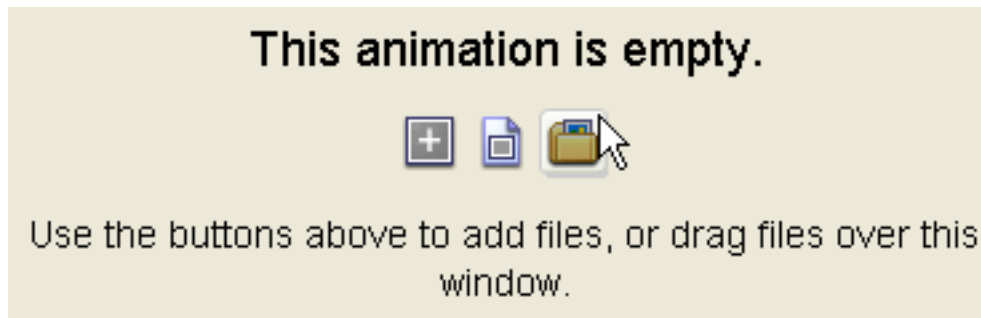 This animation is empty.
Use the buttons above to add files, or drag files over this
window.